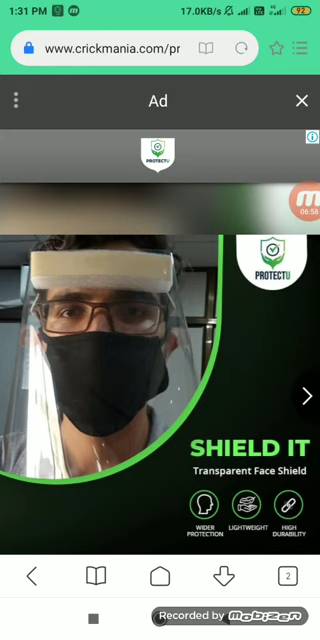 1:31 PM
17.0KB/s
92
www.crickmania.com/pr
Ad
PROTECTU
06:58
PROTECTU
SHIELD IT
Transparent Face Shield
WIDER
PROTECTION
LIGHTWEIGHT
HIGH
DURABILITY
2
Recorded by mobizen